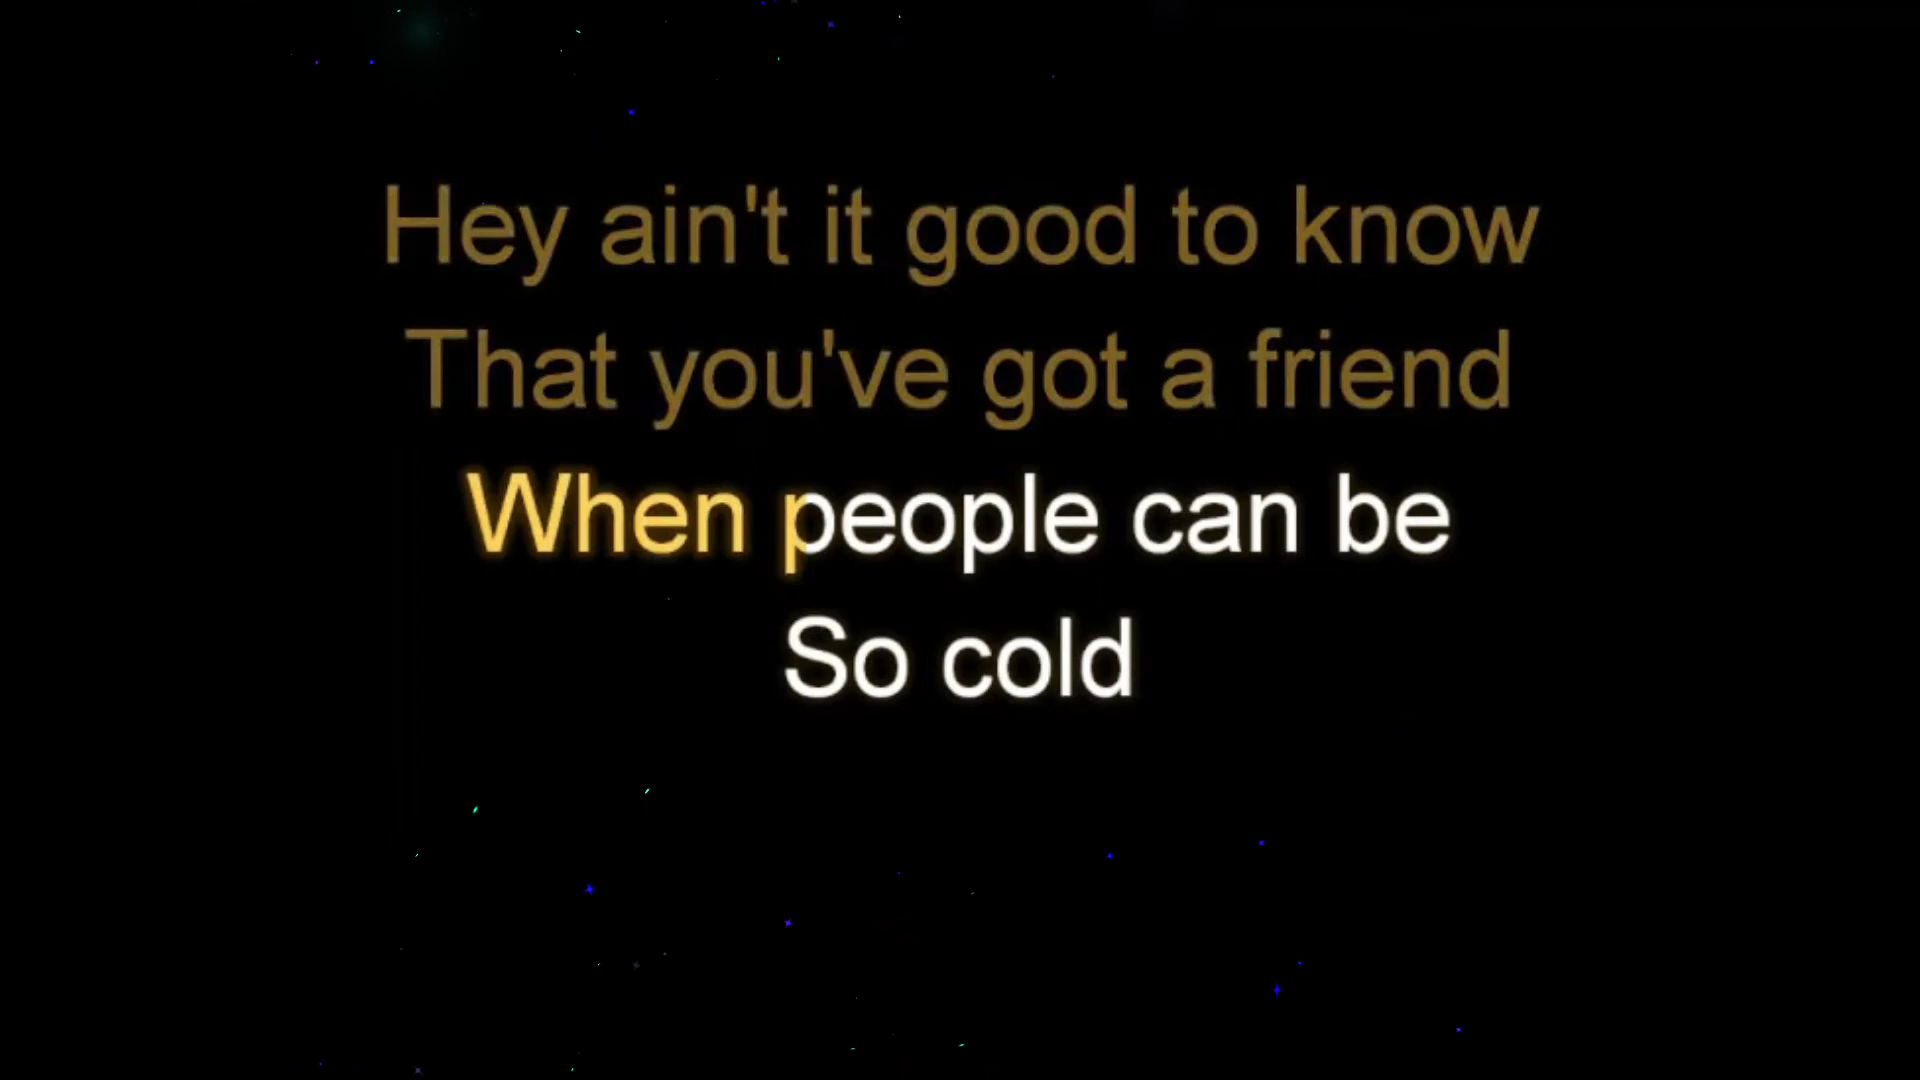 Hey ain't it good to know
That you've got a friend
When people can be
So cold